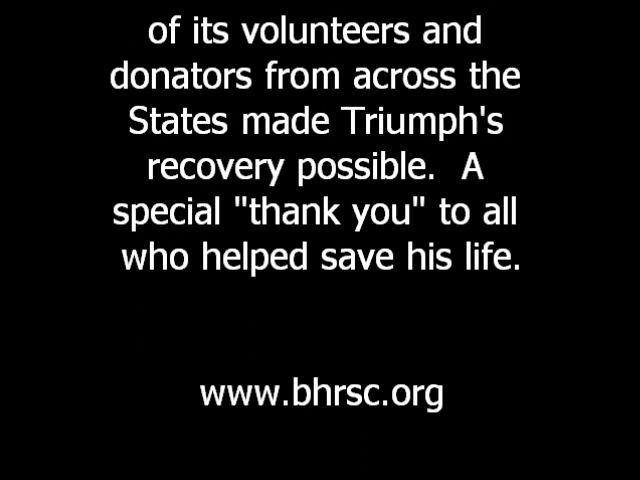 of its volunteers and
donators from across the
States made Triumph's
recovery possible.  A
special "thank you" to all
who helped save his life.
www.bhrsc.org